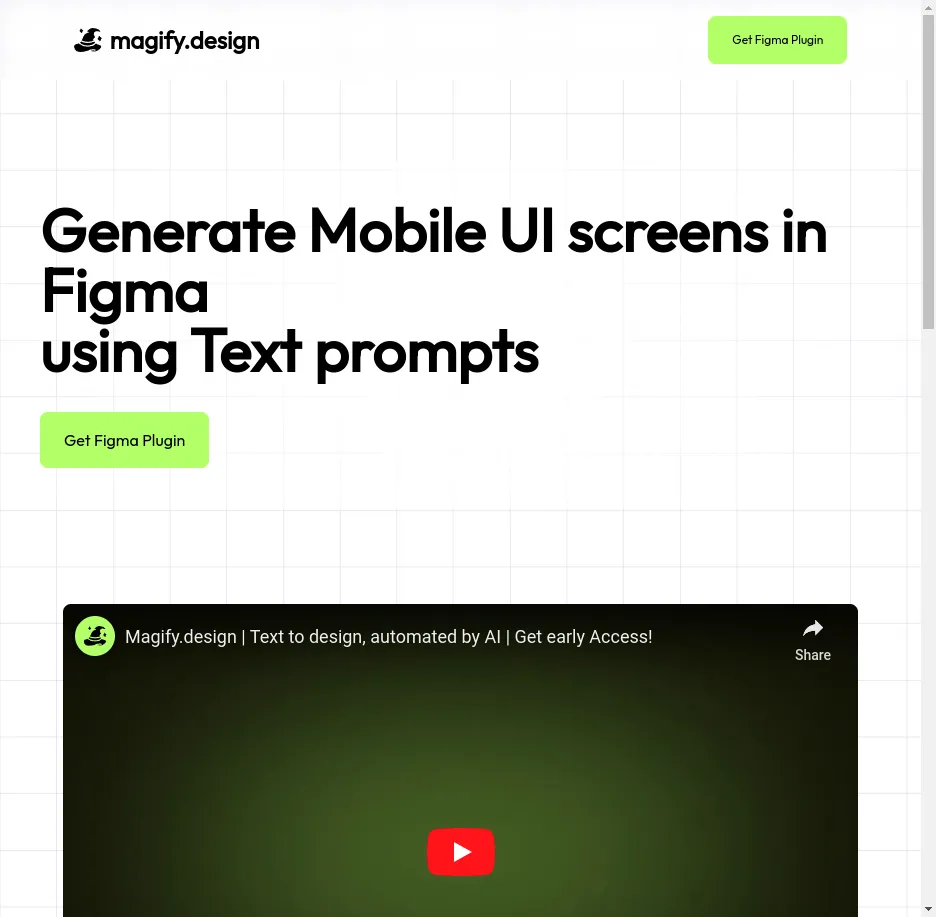 magify.design
Get Figma Plugin
Generate Mobile UI screens in
Figma
using Text prompts
Get Figma Plugin
Magify.design | Text to design, automated by AI | Get early Access!
Share